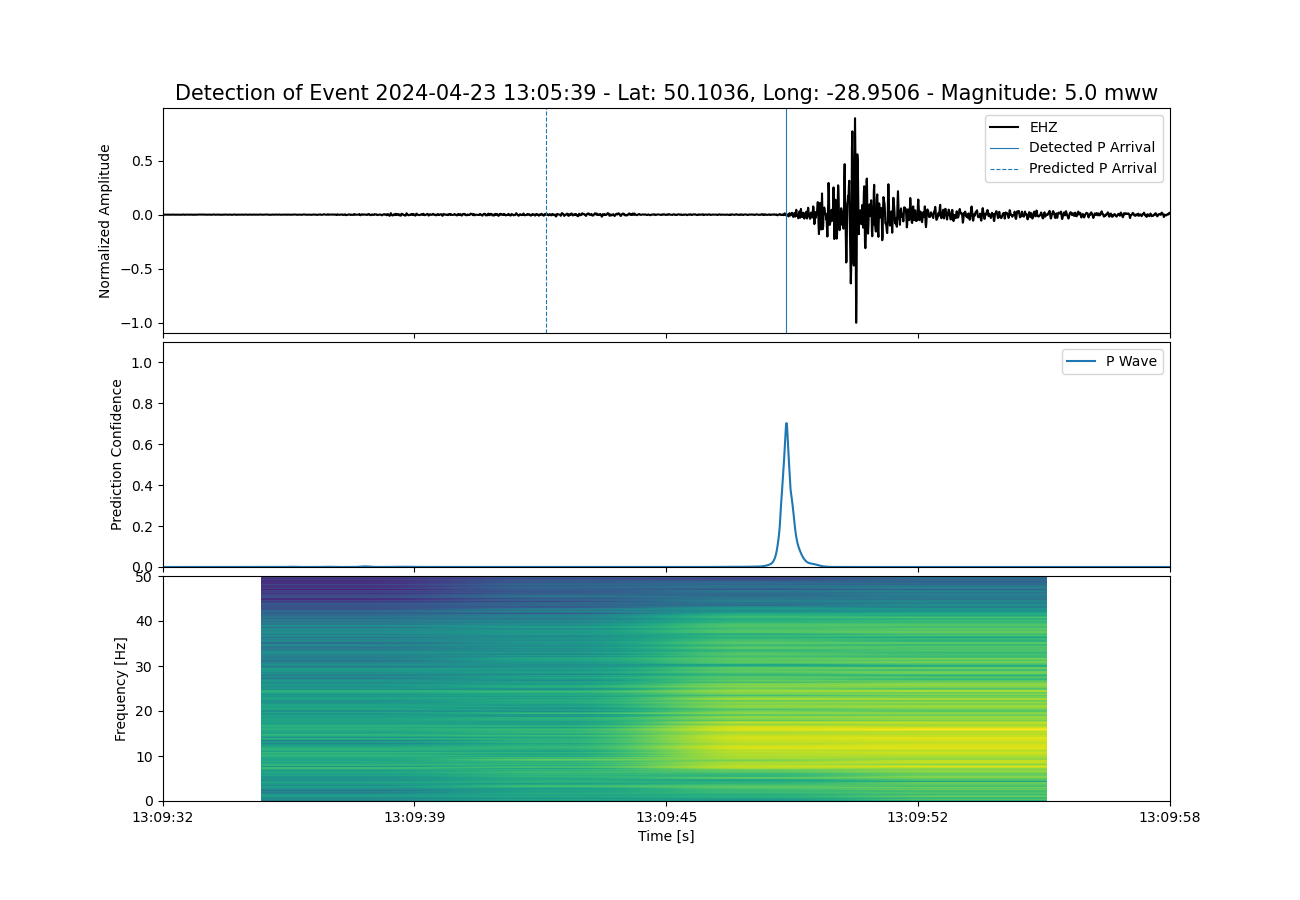 Detection of Event 2024-04-23 13:05:39 - Lat: 50.1036, Long: -28.9506 - Magnitude: 5.0 mww
Normalized Amplitude
0.5
0.0
−0.5
−1.0
EHZ
Detected P Arrival
Predicted P Arrival
Prediction Confidence
1.0
0.8
0.6
0.4
0.2
0.0
P Wave
Frequency [Hz]
50
40
30
20
10
0
13:09:32 13:09:39 13:09:45 13:09:52 13:09:58
Time [s]